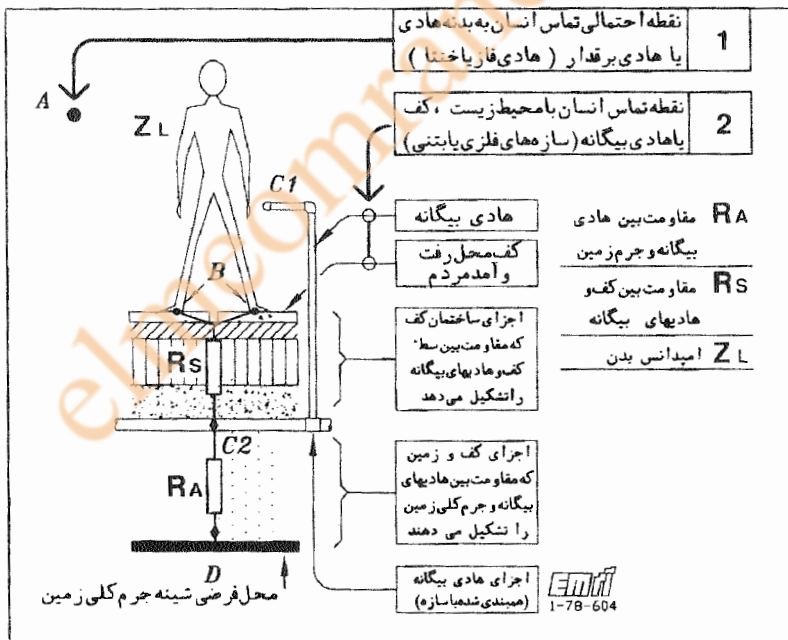 نقطه احتمالی تماس انسان به بدنه هادی
یا هادی برقدار ( هادی فاز یا خنثا )
1
نقطه تماس انسان با محیط زیست ، کف
یا هادی بیگانه (سازه‌های فلزی یا بتنی)
2
A
ZL
C1
B
هادی بیگانه
کف محل رفت
و آمد مردم
RA مقاومت بین هادی
بیگانه و جرم زمین
RS مقاومت بین کف و
هادیهای بیگانه
ZL امپدانس بدن
اجزای ساختمان کف
که مقاومت بین سطح
کف و هادیهای بیگانه
را تشکیل می دهد
RS
C2
RA
اجزای کف و زمین
که مقاومت بین هادیهای
بیگانه و جرم کلی زمین
را تشکیل می دهند
D
محل فرضی شینه جرم کلی زمین
اجزای هادی بیگانه
(همبندی شده با سازه)
Emri
1-78-604